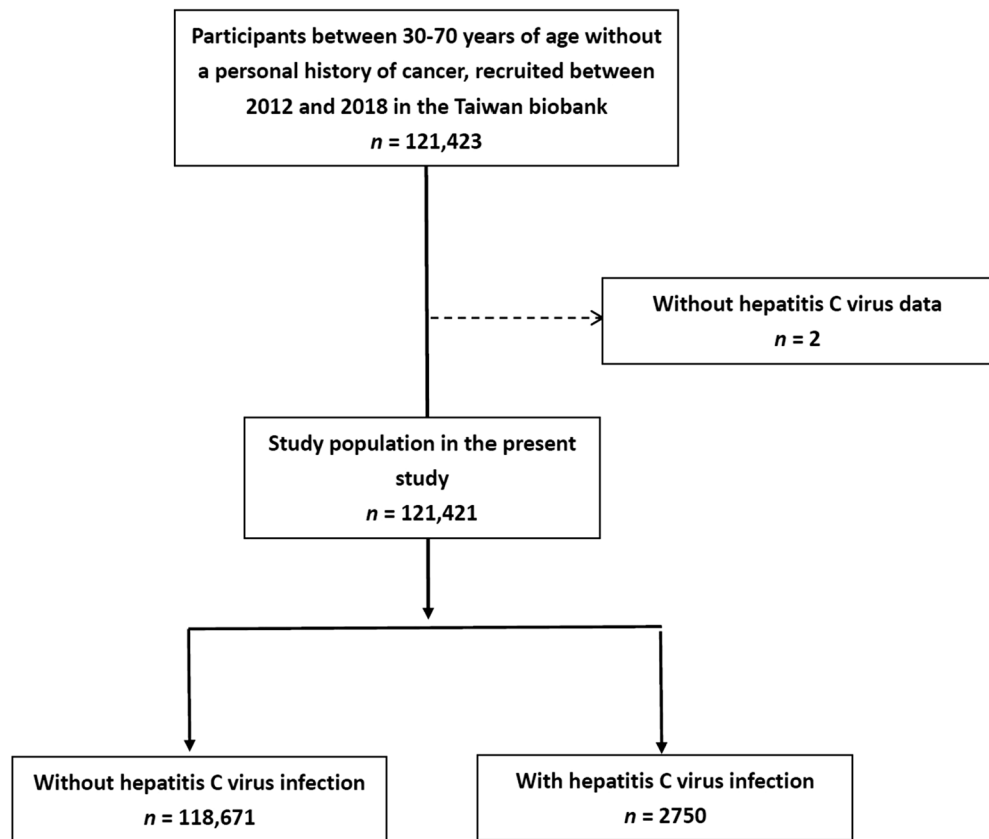 Participants between 30-70 years of age without
a personal history of cancer, recruited between
2012 and 2018 in the Taiwan biobank
n = 121,423
Without hepatitis C virus data
n = 2
Study population in the present
study
n = 121,421
Without hepatitis C virus infection
n = 118,671
With hepatitis C virus infection
n = 2750